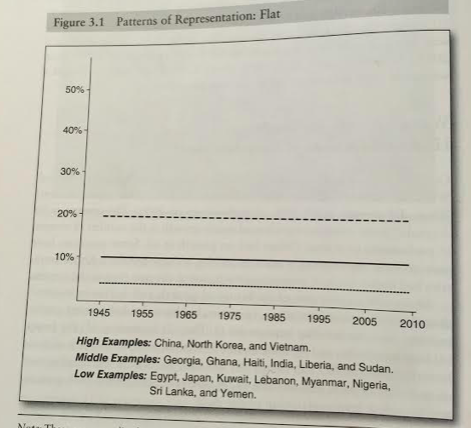 Figure 3.1 Patterns of Representation: Flat
50%
40%
30%
20%
10%
1945 1955 1965 1975 1985 1995 2005 2010
High Examples: China, North Korea, and Vietnam.
Middle Examples: Georgia, Ghana, Haiti, India, Liberia, and Sudan.
Low Examples: Egypt, Japan, Kuwait, Lebanon, Myanmar, Nigeria,
Sri Lanka, and Yemen.